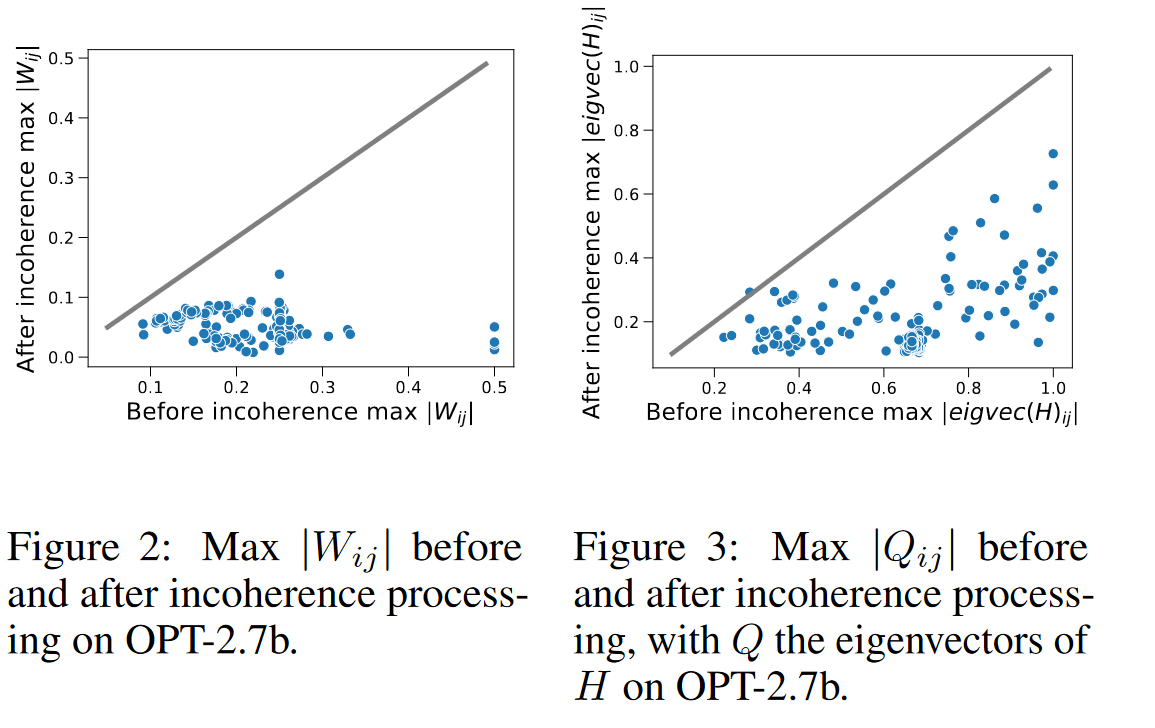 After incoherence max |W_ij|
0.5
0.4
0.3
0.2
0.1
0.0
0.1 0.2 0.3 0.4 0.5
Before incoherence max |W_ij|
Figure 2: Max |W_ij| before
and after incoherence process-
ing on OPT-2.7b.
After incoherence max |eigvec(H)_ij|
1.0
0.8
0.6
0.4
0.2
0.2 0.4 0.6 0.8 1.0
Before incoherence max |eigvec(H)_ij|
Figure 3: Max |Q_ij| before
and after incoherence process-
ing, with Q the eigenvectors of
H on OPT-2.7b.